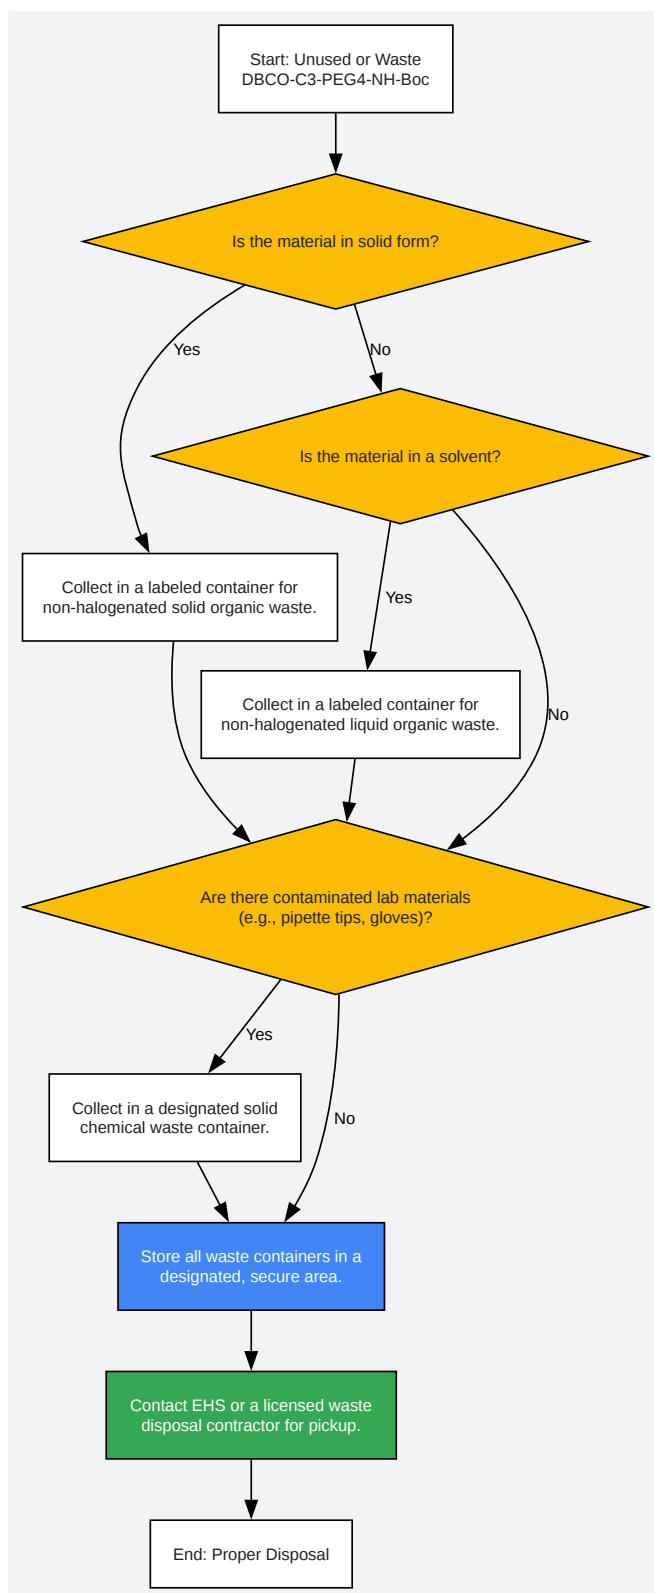 Start: Unused or Waste
DBCO-C3-PEG4-NH-Boc
Is the material in solid form?
Yes
No
Is the material in a solvent?
Collect in a labeled container for
non-halogenated solid organic waste.
Yes
Collect in a labeled container for
non-halogenated liquid organic waste.
No
Are there contaminated lab materials
(e.g., pipette tips, gloves)?
Yes
Collect in a designated solid
chemical waste container.
No
Store all waste containers in a
designated, secure area.
Contact EHS or a licensed waste
disposal contractor for pickup.
End: Proper Disposal